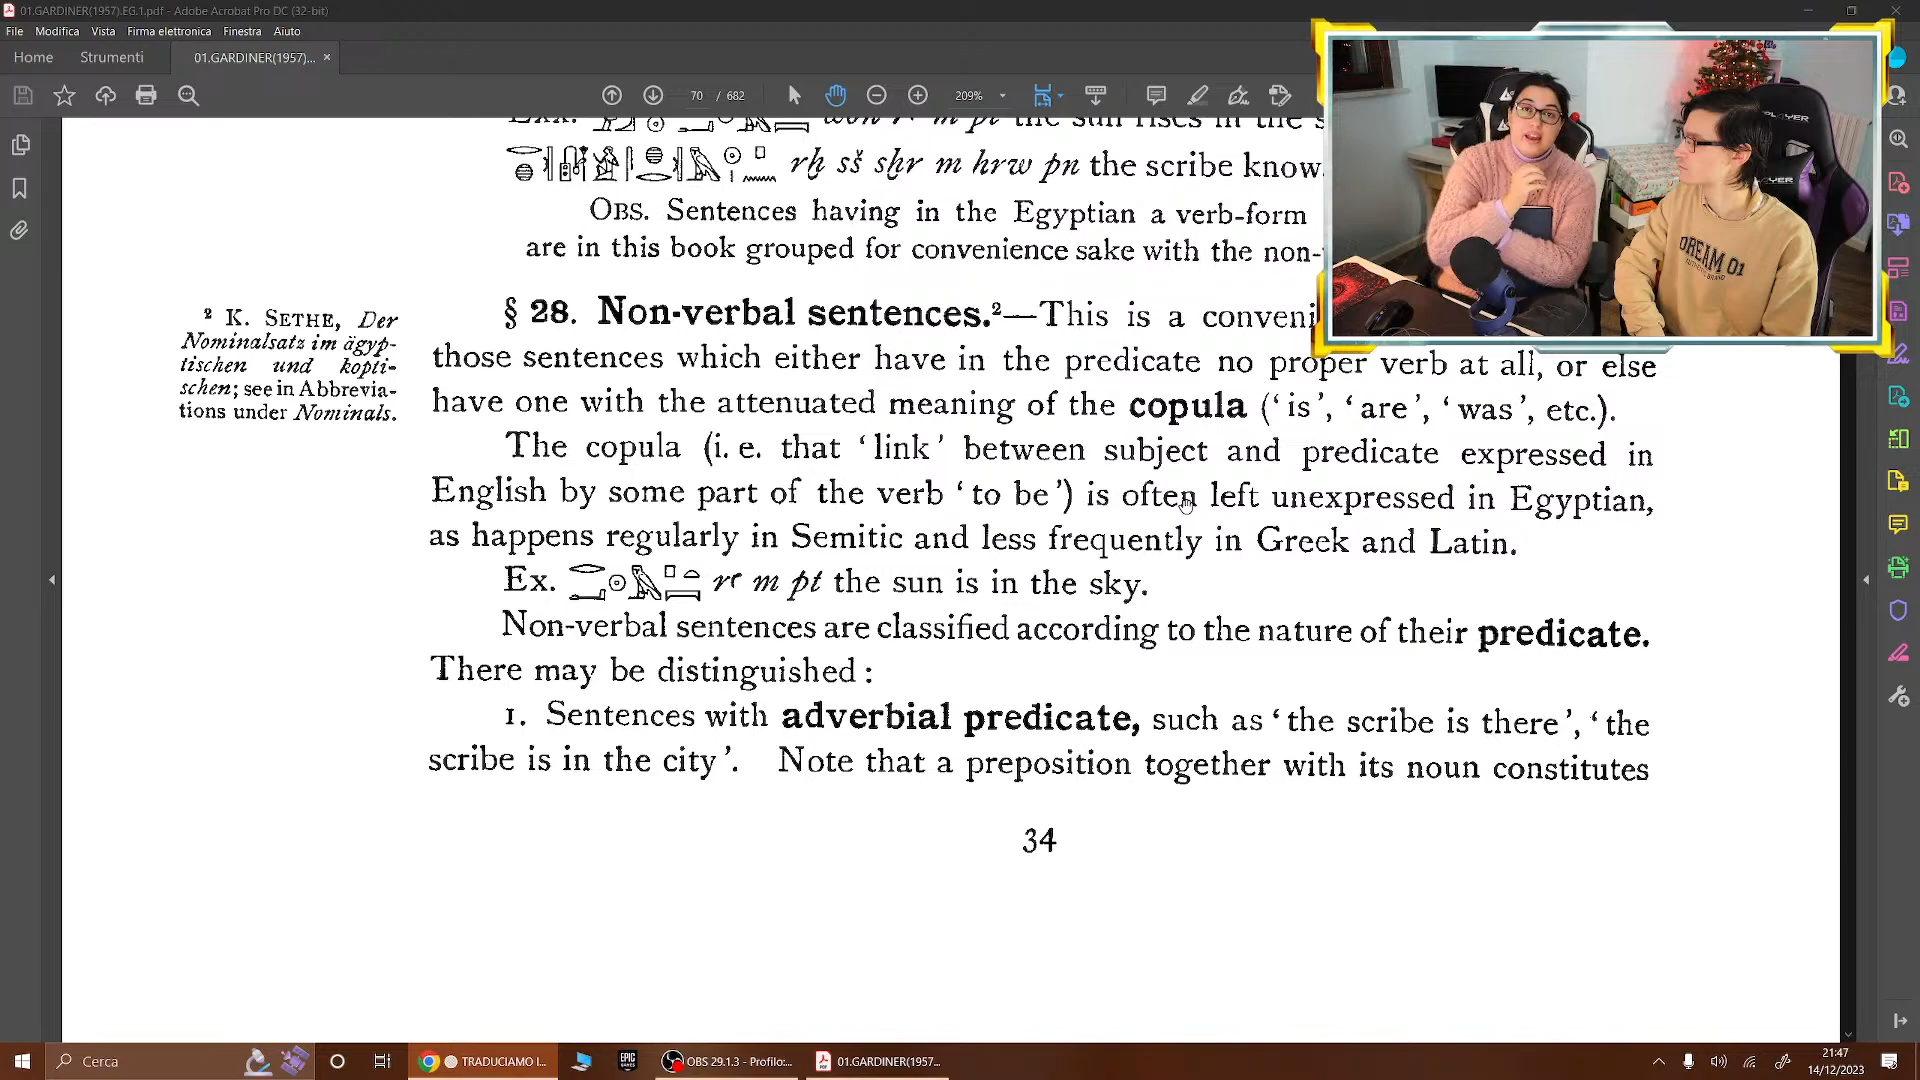 01.GARDINER(1957).EG.1.pdf - Adobe Acrobat Pro DC (32-bit)
File Modifica Vista Firma elettronica Finestra Aiuto
Home Strumenti 01.GARDINER(1957)... ×
70 / 682 209%
rḫ sš sḫr m hrw pn the scribe know
OBS. Sentences having in the Egyptian a verb-form
are in this book grouped for convenience sake with the non-
§ 28. Non-verbal sentences.²—This is a conveni
those sentences which either have in the predicate no proper verb at all, or else
have one with the attenuated meaning of the copula (‘is’, ‘are’, ‘was’, etc.).
The copula (i. e. that ‘link’ between subject and predicate expressed in
English by some part of the verb ‘to be’) is often left unexpressed in Egyptian,
as happens regularly in Semitic and less frequently in Greek and Latin.
Ex. rꜥ m pt the sun is in the sky.
Non-verbal sentences are classified according to the nature of their predicate.
There may be distinguished :
1. Sentences with adverbial predicate, such as ‘the scribe is there’, ‘the
scribe is in the city’. Note that a preposition together with its noun constitutes
34
² K. SETHE, Der
Nominalsatz im ägyp-
tischen und kopti-
schen; see in Abbrevia-
tions under Nominals.
DREAM 01
Cerca
TRADUCIAMO I...
EPIC GAMES
OBS 29.1.3 - Profilo:...
01.GARDINER(1957...
21:47
14/12/2023